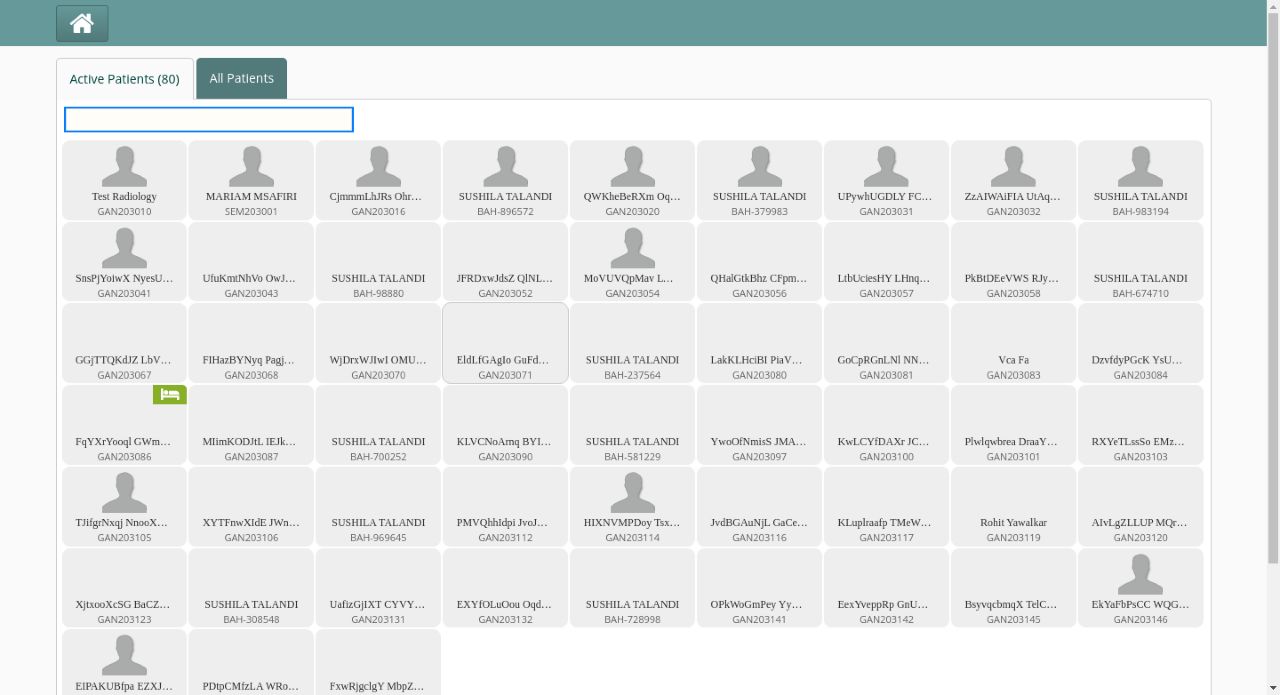 Active Patients (80) All Patients
Test Radiology MARIAM MSAFIRI CjmmmLhJRs Ohr… SUSHILA TALANDI QWKheBeRXm Oq… SUSHILA TALANDI UPywhUGDLY FC… ZzAIWAiFIA UtAq… SUSHILA TALANDI
GAN203010 SEM203001 GAN203016 BAH-896572 GAN203020 BAH-379983 GAN203031 GAN203032 BAH-983194
SnsPjYoiwX NyesU… UfuKmtNhVo OwJ… SUSHILA TALANDI JFRDxwJdsZ QlNL… MoVUVQpMav L… QHalGtkBhz CFpm… LtbUciesHY LHnq… PkBtDEeVWS RJy… SUSHILA TALANDI
GAN203041 GAN203043 BAH-98880 GAN203052 GAN203054 GAN203056 GAN203057 GAN203058 BAH-674710
GGjTTQKdJZ LbV… FIHazBYNyq Pagj… WjDrxWJIwI OMU… EldLfGAgIo GuFd… SUSHILA TALANDI LakKLHciBI PiaV… GoCpRGnLNl NN… Vca Fa DzvfdyPGcK YsU…
GAN203067 GAN203068 GAN203070 GAN203071 BAH-237564 GAN203080 GAN203081 GAN203083 GAN203084
FqYXrYooql GWm… MIimKODJtL IEJk… SUSHILA TALANDI KLVCNoArnq BYI… SUSHILA TALANDI YwoOfNmisS JMA… KwLCYfDAXr JC… Plwlqwbrea DraaY… RXYeTLssSo EMz…
GAN203086 GAN203087 BAH-700252 GAN203090 BAH-581229 GAN203097 GAN203100 GAN203101 GAN203103
TJifgrNxqj NnooX… XYTFnwXIdE JWn… SUSHILA TALANDI PMVQhhIdpi JvoJ… HIXNVMPDoy Tsx… JvdBGAuNjL GaCe… KLuplraafp TMeW… Rohit Yawalkar AIvLgZLLUP MQr…
GAN203105 GAN203106 BAH-969645 GAN203112 GAN203114 GAN203116 GAN203117 GAN203119 GAN203120
XjtxooXcSG BaCZ… SUSHILA TALANDI UafizGjIXT CYVY… EXYfOLuOou Oqd… SUSHILA TALANDI OPkWoGmPey Yy… EexYveppRp GnU… BsyvqcbmqX TelC… EkYaFbPsCC WQG…
GAN203123 BAH-308548 GAN203131 GAN203132 BAH-728998 GAN203141 GAN203142 GAN203145 GAN203146
EIPAKUBfpa EZXJ… PDtpCMfzLA WRo… FxwRjgclgY MbpZ…